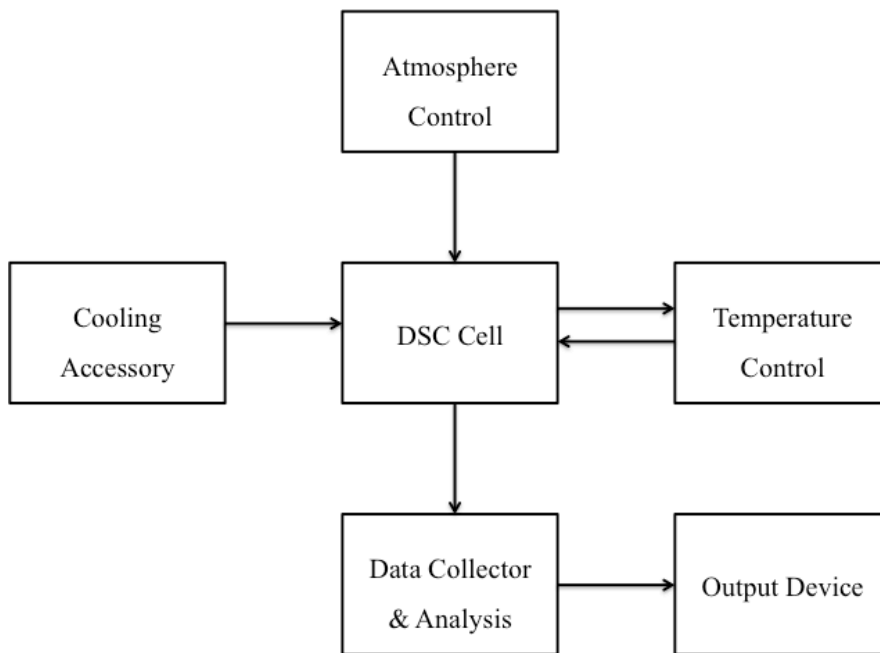 Atmosphere
Control
Cooling
Accessory
DSC Cell
Temperature
Control
Data Collector
& Analysis
Output Device